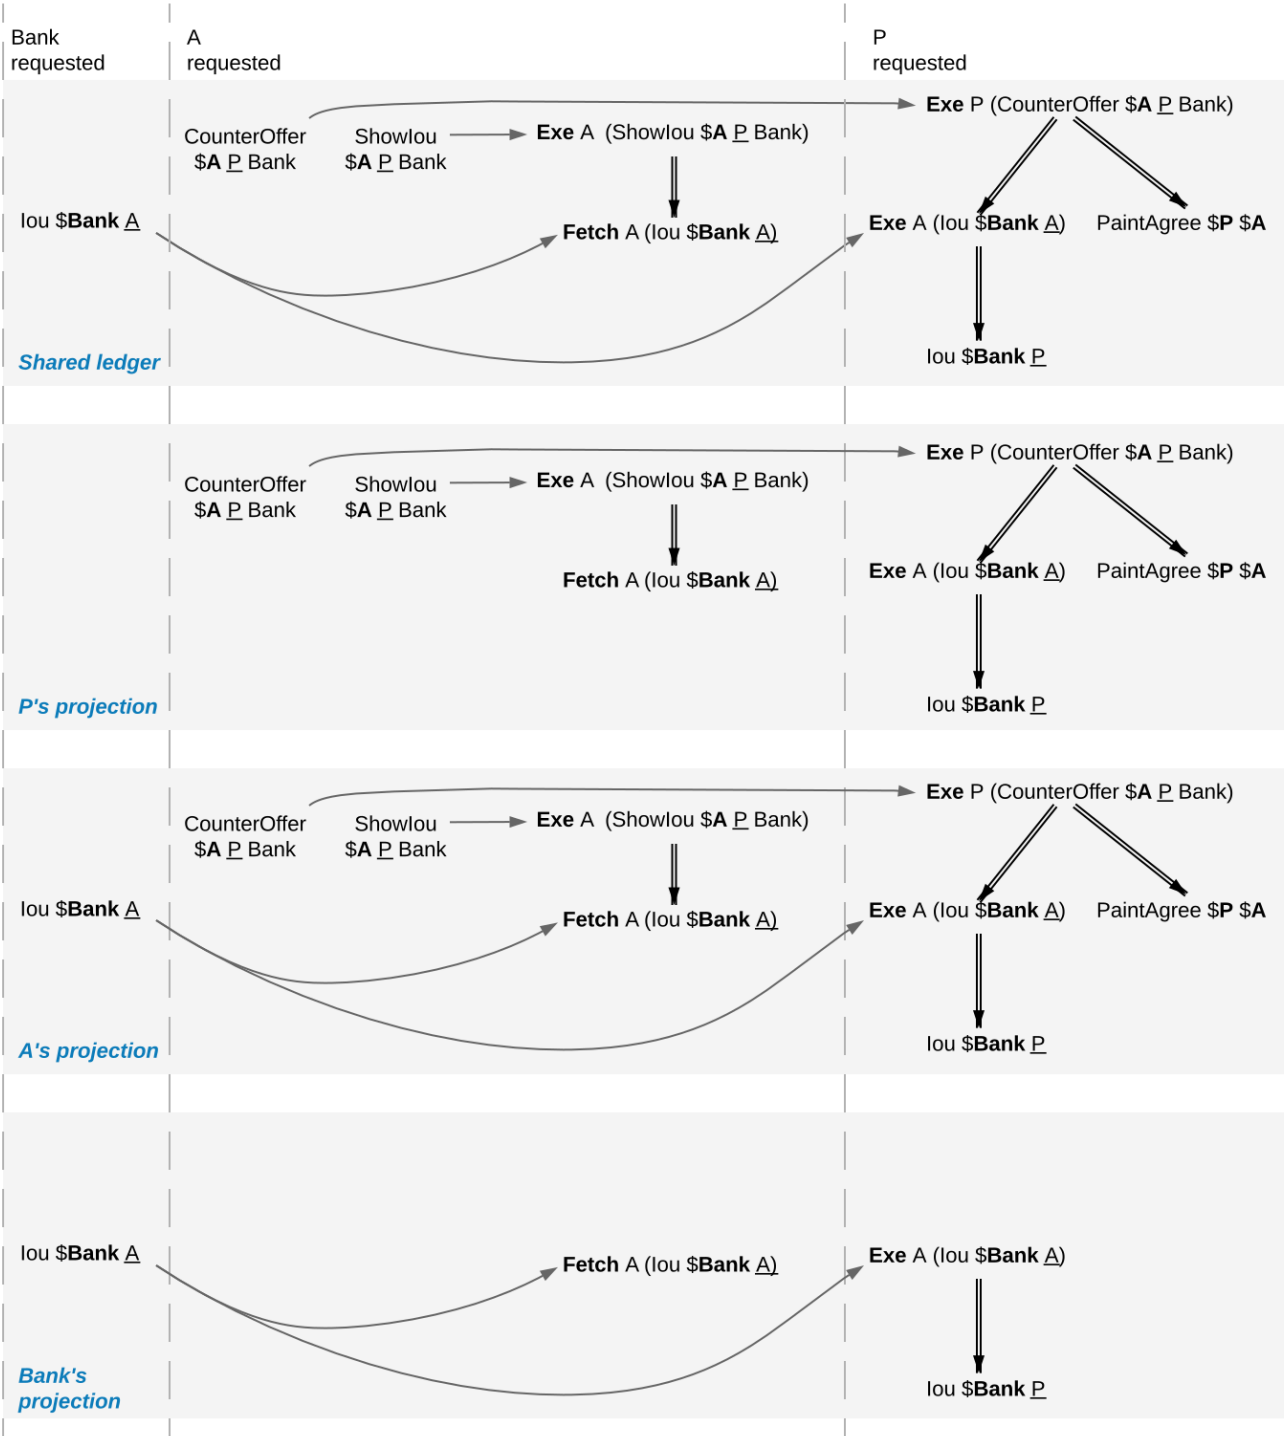 Bank
requested
A
requested
P
requested
Exe P (CounterOffer $A P Bank)
CounterOffer
$A P Bank
ShowIou
$A P Bank
Exe A (ShowIou $A P Bank)
Iou $Bank A
Fetch A (Iou $Bank A)
Exe A (Iou $Bank A)
PaintAgree $P $A
Iou $Bank P
Shared ledger
Exe P (CounterOffer $A P Bank)
CounterOffer
$A P Bank
ShowIou
$A P Bank
Exe A (ShowIou $A P Bank)
Fetch A (Iou $Bank A)
Exe A (Iou $Bank A)
PaintAgree $P $A
Iou $Bank P
P's projection
Exe P (CounterOffer $A P Bank)
CounterOffer
$A P Bank
ShowIou
$A P Bank
Exe A (ShowIou $A P Bank)
Iou $Bank A
Fetch A (Iou $Bank A)
Exe A (Iou $Bank A)
PaintAgree $P $A
Iou $Bank P
A's projection
Iou $Bank A
Fetch A (Iou $Bank A)
Exe A (Iou $Bank A)
Iou $Bank P
Bank's
projection